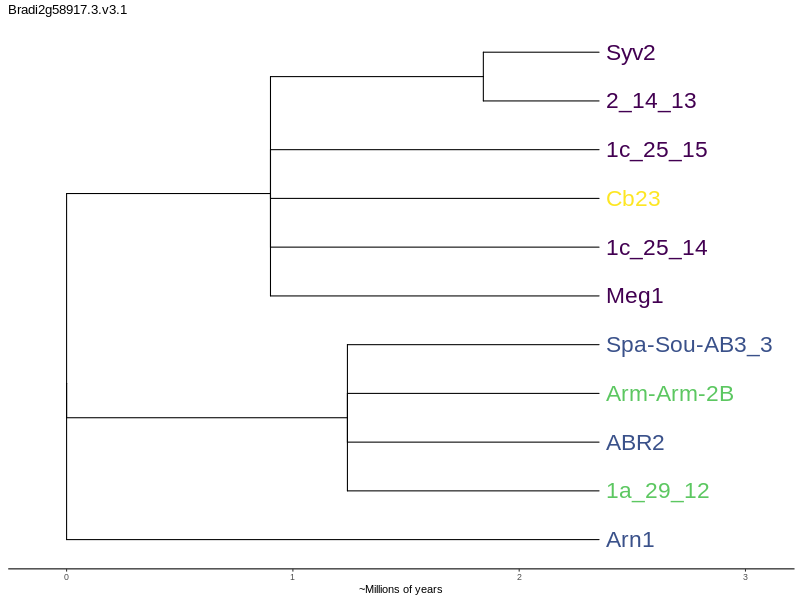 Bradi2g58917.3.v3.1
Syv2
2_14_13
1c_25_15
Cb23
1c_25_14
Meg1
Spa-Sou-AB3_3
Arm-Arm-2B
ABR2
1a_29_12
Arn1
0 1 2 3
~Millions of years